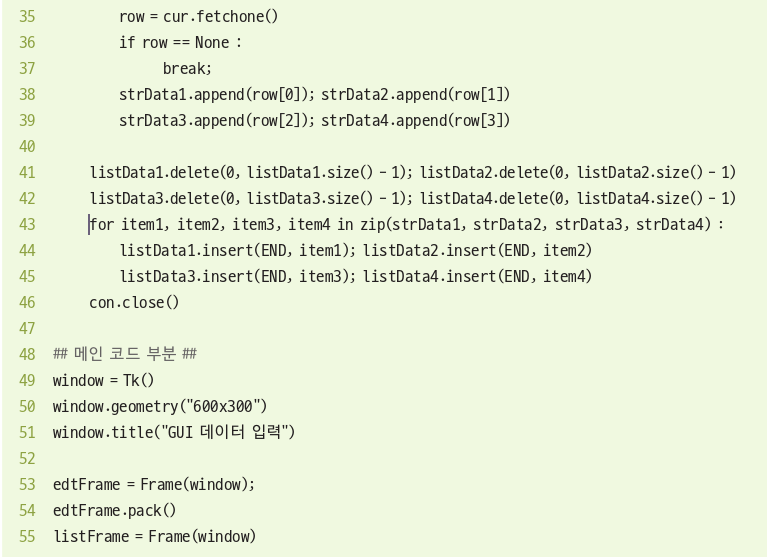 35 row = cur.fetchone()
36 if row == None :
37 break;
38 strData1.append(row[0]); strData2.append(row[1])
39 strData3.append(row[2]); strData4.append(row[3])
40
41 listData1.delete(0, listData1.size() - 1); listData2.delete(0, listData2.size() - 1)
42 listData3.delete(0, listData3.size() - 1); listData4.delete(0, listData4.size() - 1)
43 for item1, item2, item3, item4 in zip(strData1, strData2, strData3, strData4) :
44 listData1.insert(END, item1); listData2.insert(END, item2)
45 listData3.insert(END, item3); listData4.insert(END, item4)
46 con.close()
47
48 ## 메인 코드 부분 ##
49 window = Tk()
50 window.geometry("600x300")
51 window.title("GUI 데이터 입력")
52
53 edtFrame = Frame(window);
54 edtFrame.pack()
55 listFrame = Frame(window)